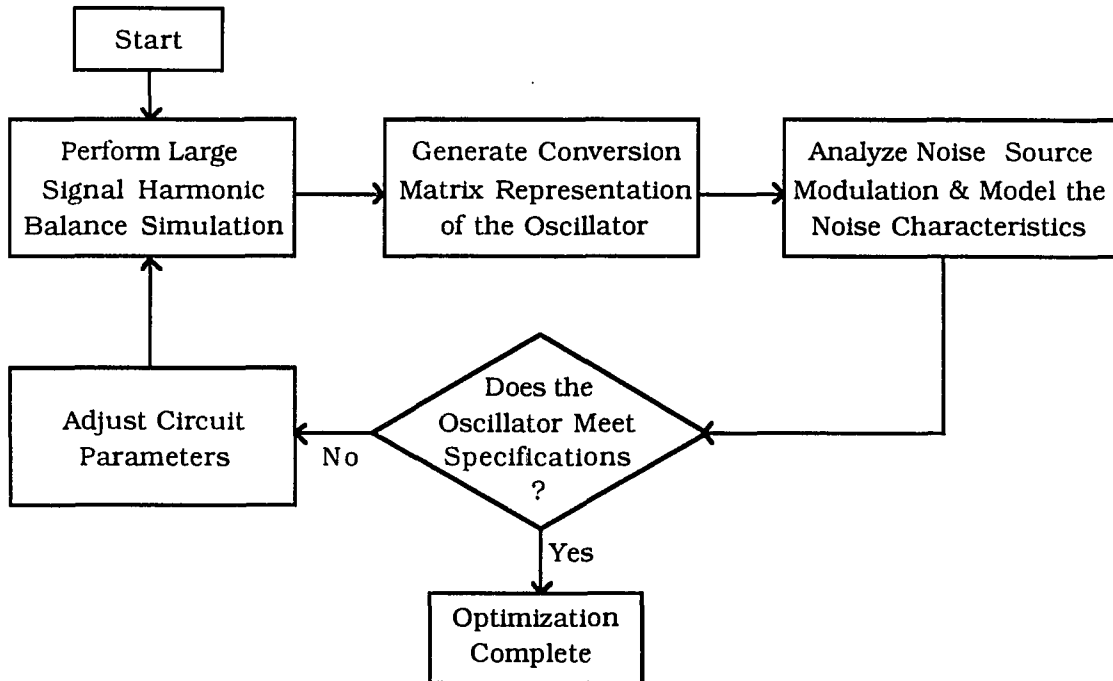 Start
Perform Large
Signal Harmonic
Balance Simulation
Generate Conversion
Matrix Representation
of the Oscillator
Analyze Noise Source
Modulation & Model the
Noise Characteristics
Does the
Oscillator Meet
Specifications
?
No
Adjust Circuit
Parameters
Yes
Optimization
Complete